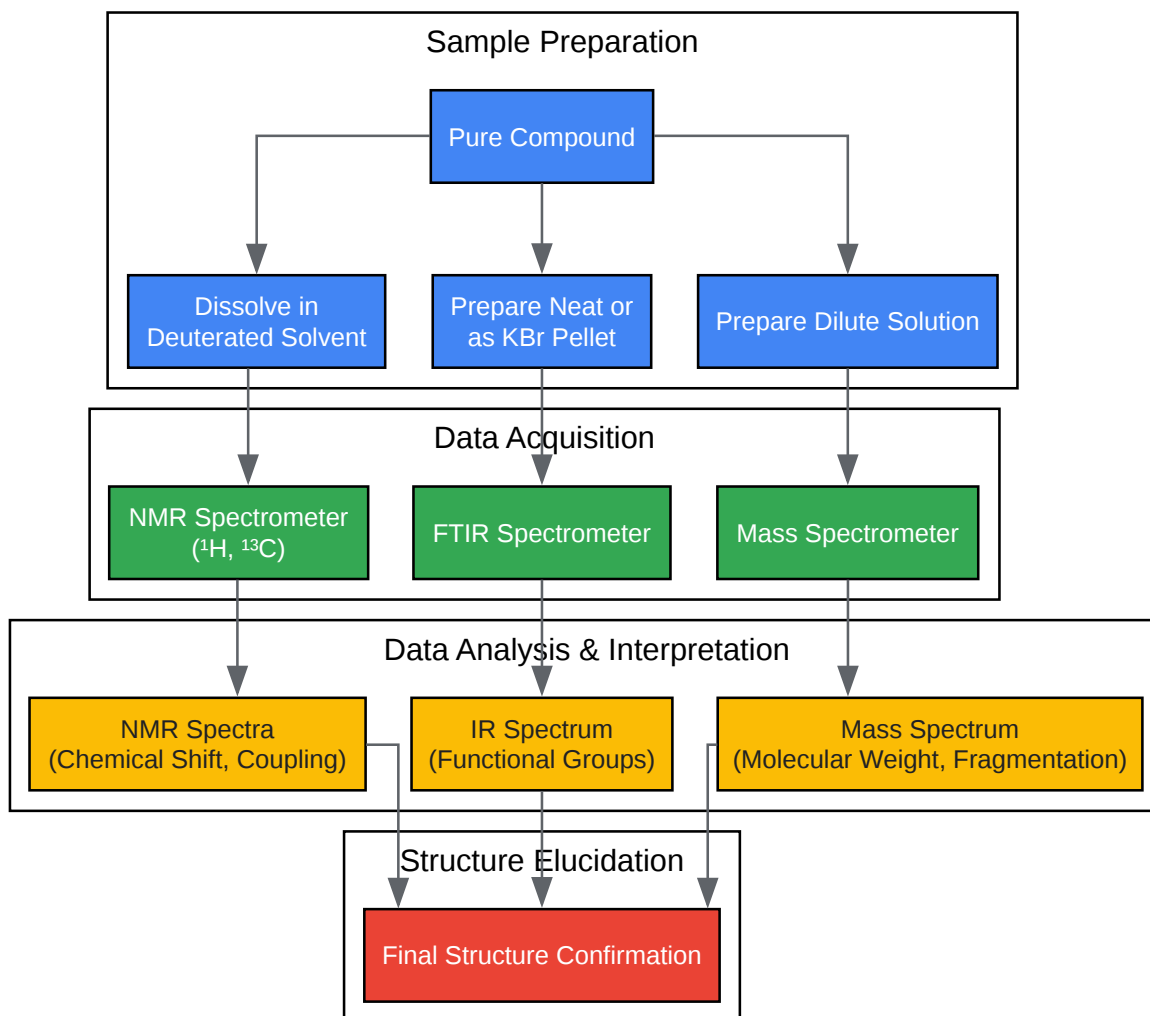 Sample Preparation
Pure Compound
Dissolve in
Deuterated Solvent
Prepare Neat or
as KBr Pellet
Prepare Dilute Solution
Data Acquisition
NMR Spectrometer
(¹H, ¹³C)
FTIR Spectrometer
Mass Spectrometer
Data Analysis & Interpretation
NMR Spectra
(Chemical Shift, Coupling)
IR Spectrum
(Functional Groups)
Mass Spectrum
(Molecular Weight, Fragmentation)
Structure Elucidation
Final Structure Confirmation